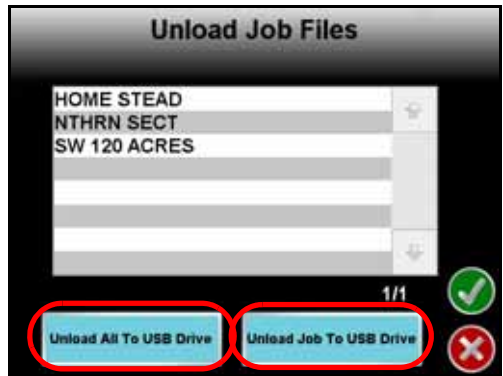 Unload Job Files
HOME STEAD
NTHRN SECT
SW 120 ACRES
1/1
Unload All To USB Drive
Unload Job To USB Drive